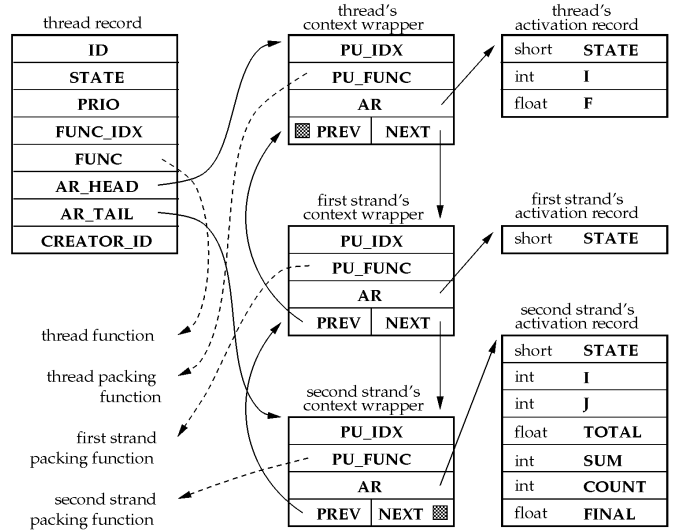 thread record
ID
STATE
PRIO
FUNC_IDX
FUNC
AR_HEAD
AR_TAIL
CREATOR_ID
thread function
thread packing
function
first strand
packing function
second strand
packing function
thread's
context wrapper
PU_IDX
PU_FUNC
AR
PREV NEXT
first strand's
context wrapper
PU_IDX
PU_FUNC
AR
PREV NEXT
second strand's
context wrapper
PU_IDX
PU_FUNC
AR
PREV NEXT
thread's
activation record
short STATE
int I
float F
first strand's
activation record
short STATE
second strand's
activation record
short STATE
int I
int J
float TOTAL
int SUM
int COUNT
float FINAL